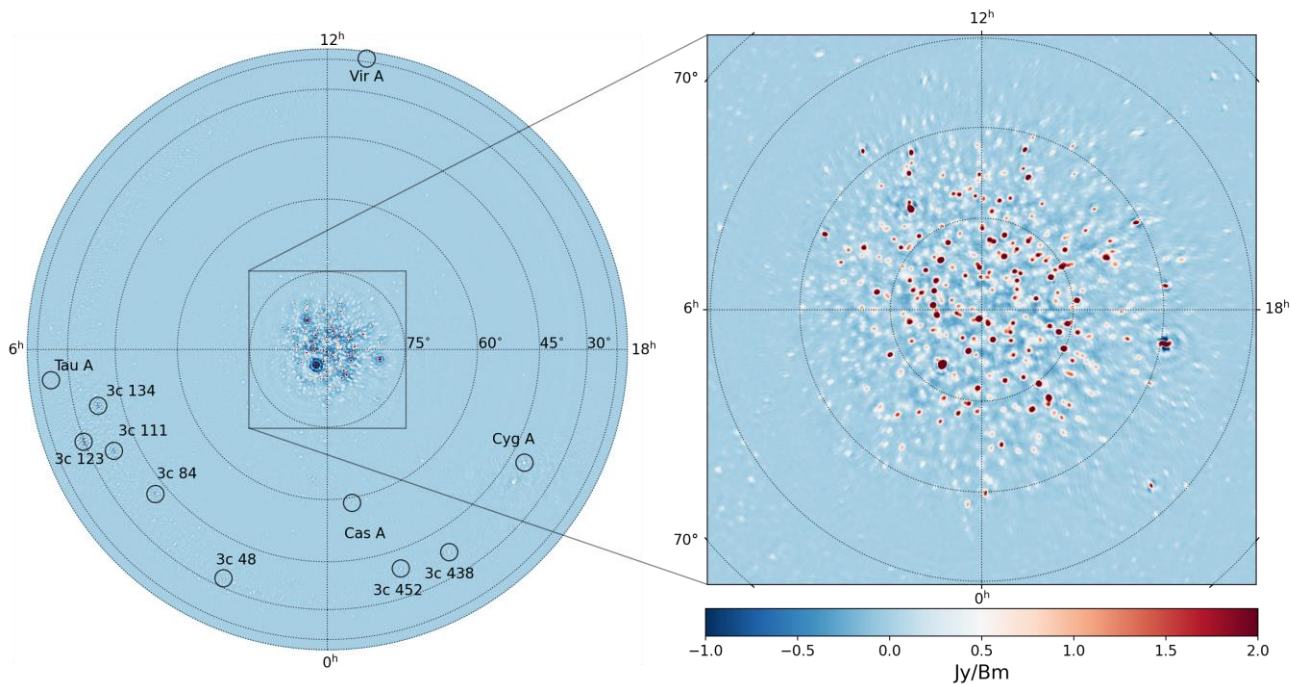 12h
Vir A
6h
75°
60°
45°
30°
18h
Tau A
3c 134
3c 111
3c 123
3c 84
Cyg A
Cas A
3c 48
3c 438
3c 452
0h
12h
70°
6h
18h
70°
0h
−1.0 −0.5 0.0 0.5 1.0 1.5 2.0
Jy/Bm